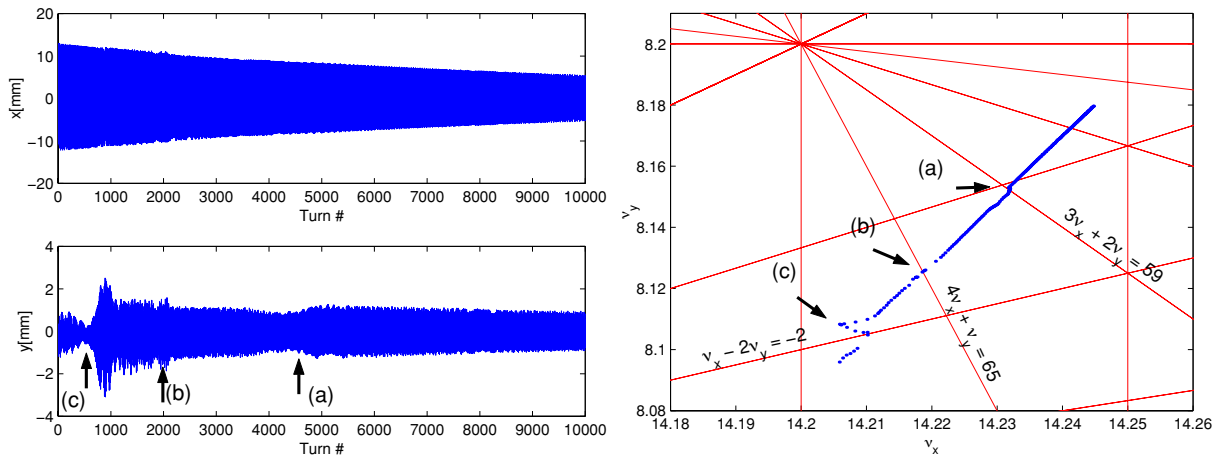 20
10
0
−10
−20
x[mm]
0 1000 2000 3000 4000 5000 6000 7000 8000 9000 10000
Turn #
4
2
0
−2
−4
y[mm]
(c)
(b)
(a)
0 1000 2000 3000 4000 5000 6000 7000 8000 9000 10000
Turn #
8.2
8.18
8.16
8.14
8.12
8.1
8.08
ν_y
(a)
(b)
(c)
3ν_x + 2ν_y = 59
4ν_x + ν_y = 65
ν_x − 2ν_y = −2
14.18 14.19 14.2 14.21 14.22 14.23 14.24 14.25 14.26
ν_x